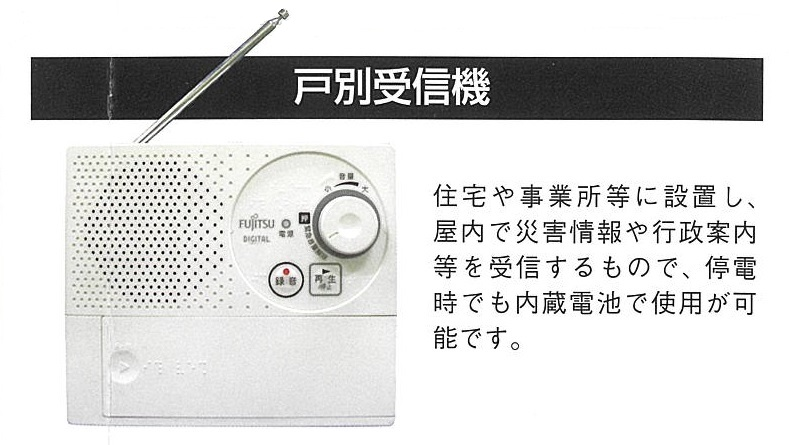 戸別受信機
音量
小 大
FUJITSU
電源
押
DIGITAL
録音
再生
停止
住宅や事業所等に設置し、
屋内で災害情報や行政案内
等を受信するもので、停電
時でも内蔵電池で使用が可
能です。